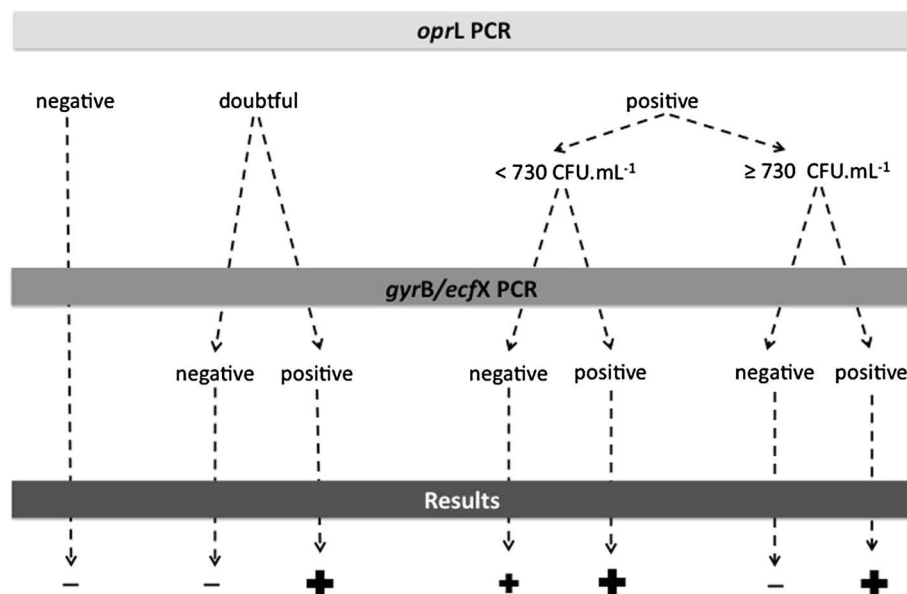 oprL PCR
negative doubtful positive
< 730 CFU.mL-1 ≥ 730 CFU.mL-1
gyrB/ecfX PCR
negative positive negative positive negative positive
Results
– – + + + – +